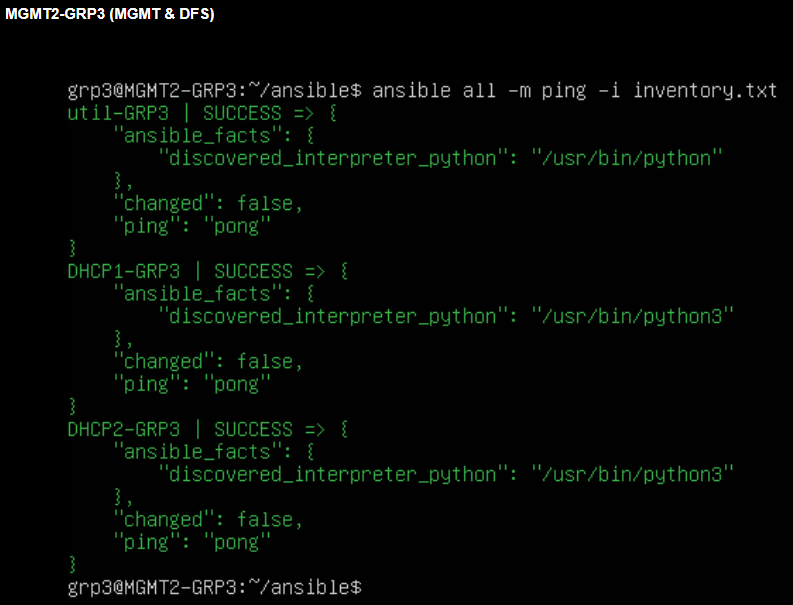 MGMT2-GRP3 (MGMT & DFS)
grp3@MGMT2-GRP3:~/ansible$ ansible all -m ping -i inventory.txt
util-GRP3 | SUCCESS => {
    "ansible_facts": {
        "discovered_interpreter_python": "/usr/bin/python"
    },
    "changed": false,
    "ping": "pong"
}
DHCP1-GRP3 | SUCCESS => {
    "ansible_facts": {
        "discovered_interpreter_python": "/usr/bin/python3"
    },
    "changed": false,
    "ping": "pong"
}
DHCP2-GRP3 | SUCCESS => {
    "ansible_facts": {
        "discovered_interpreter_python": "/usr/bin/python3"
    },
    "changed": false,
    "ping": "pong"
}
grp3@MGMT2-GRP3:~/ansible$